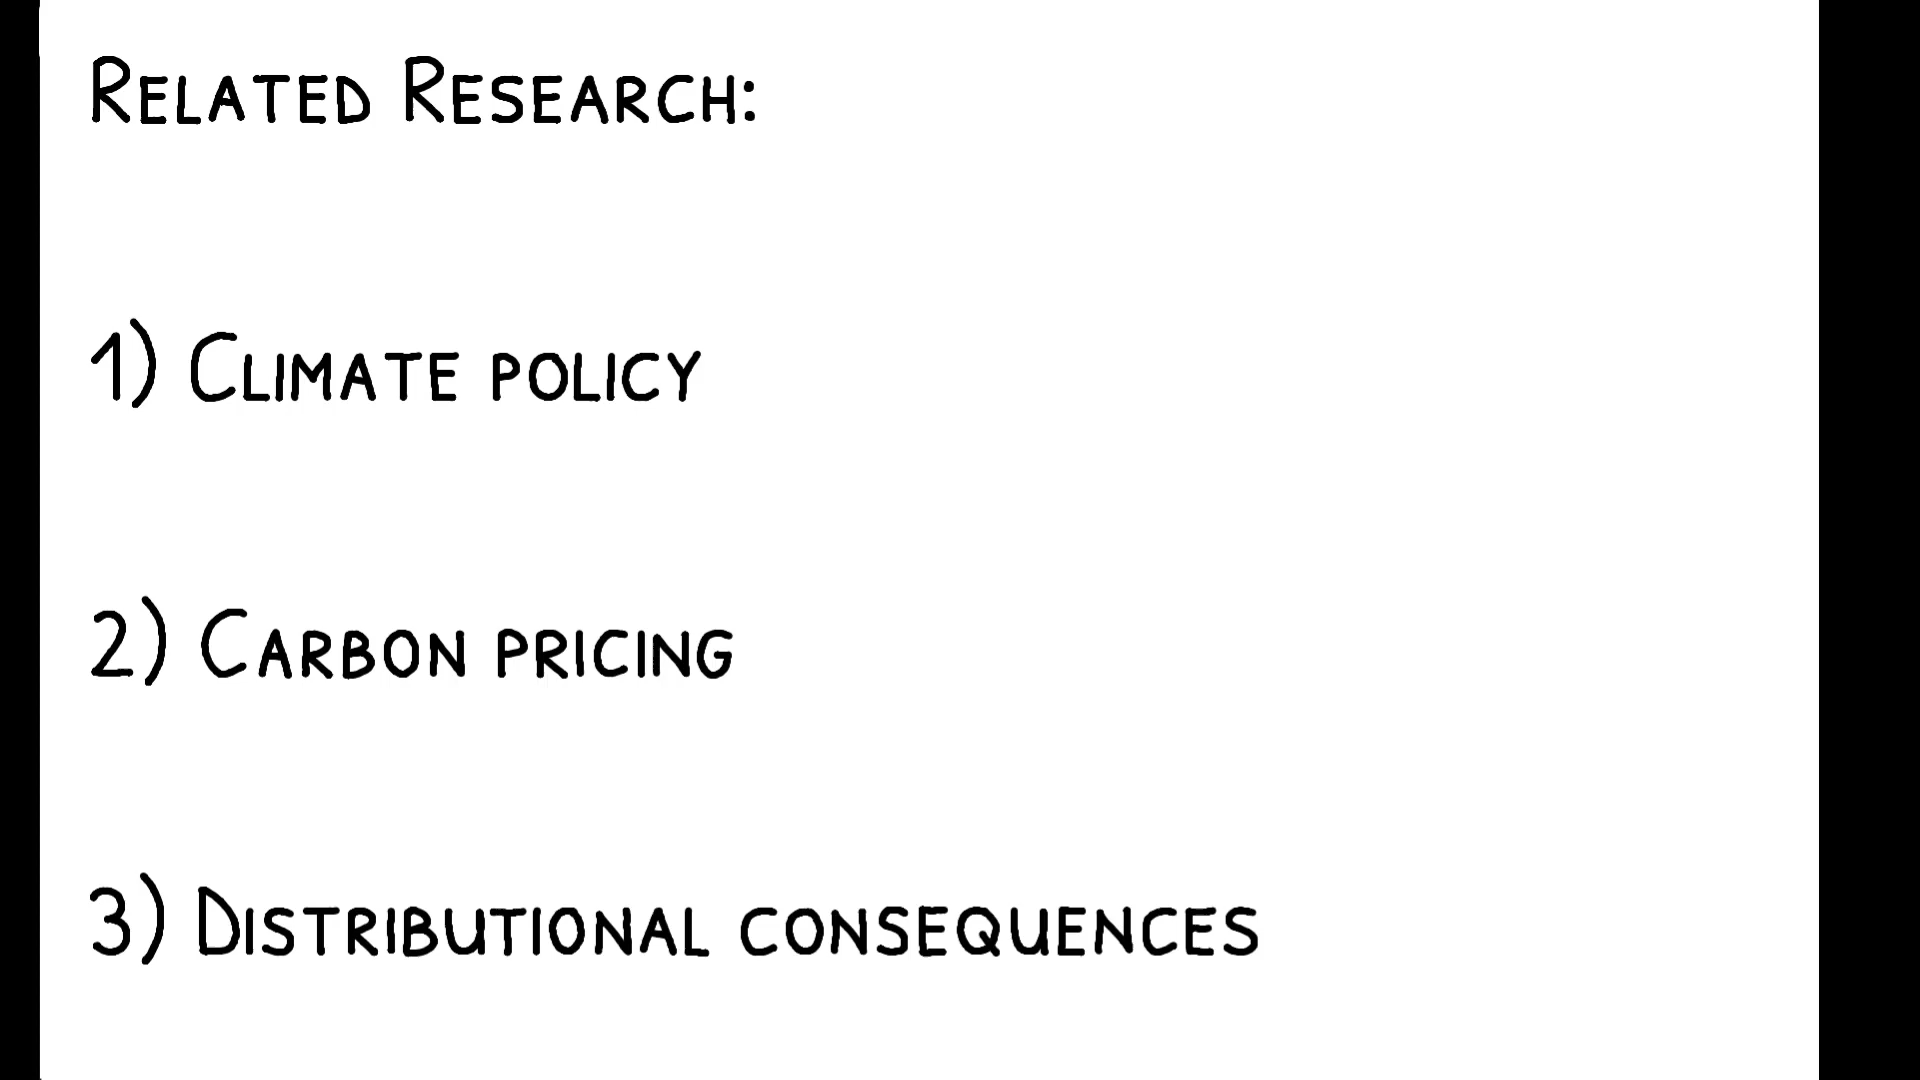 Related Research:
1) Climate policy
2) Carbon pricing
3) Distributional consequences